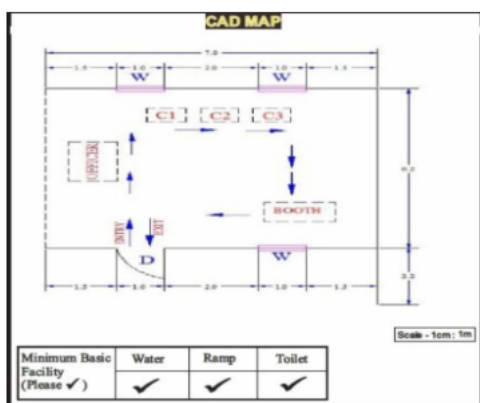 CAD MAP
7.0
1.5 1.0 2.0 1.0 1.5
W W
C1 C2 C3
OFFICER
BOOTH
ENTRY EXIT
D W
1.5 1.0 2.0 1.0 1.5
2.2
Scale - 1cm : 1m
Minimum Basic Water Ramp Toilet
Facility
(Please ✓) ✓ ✓ ✓